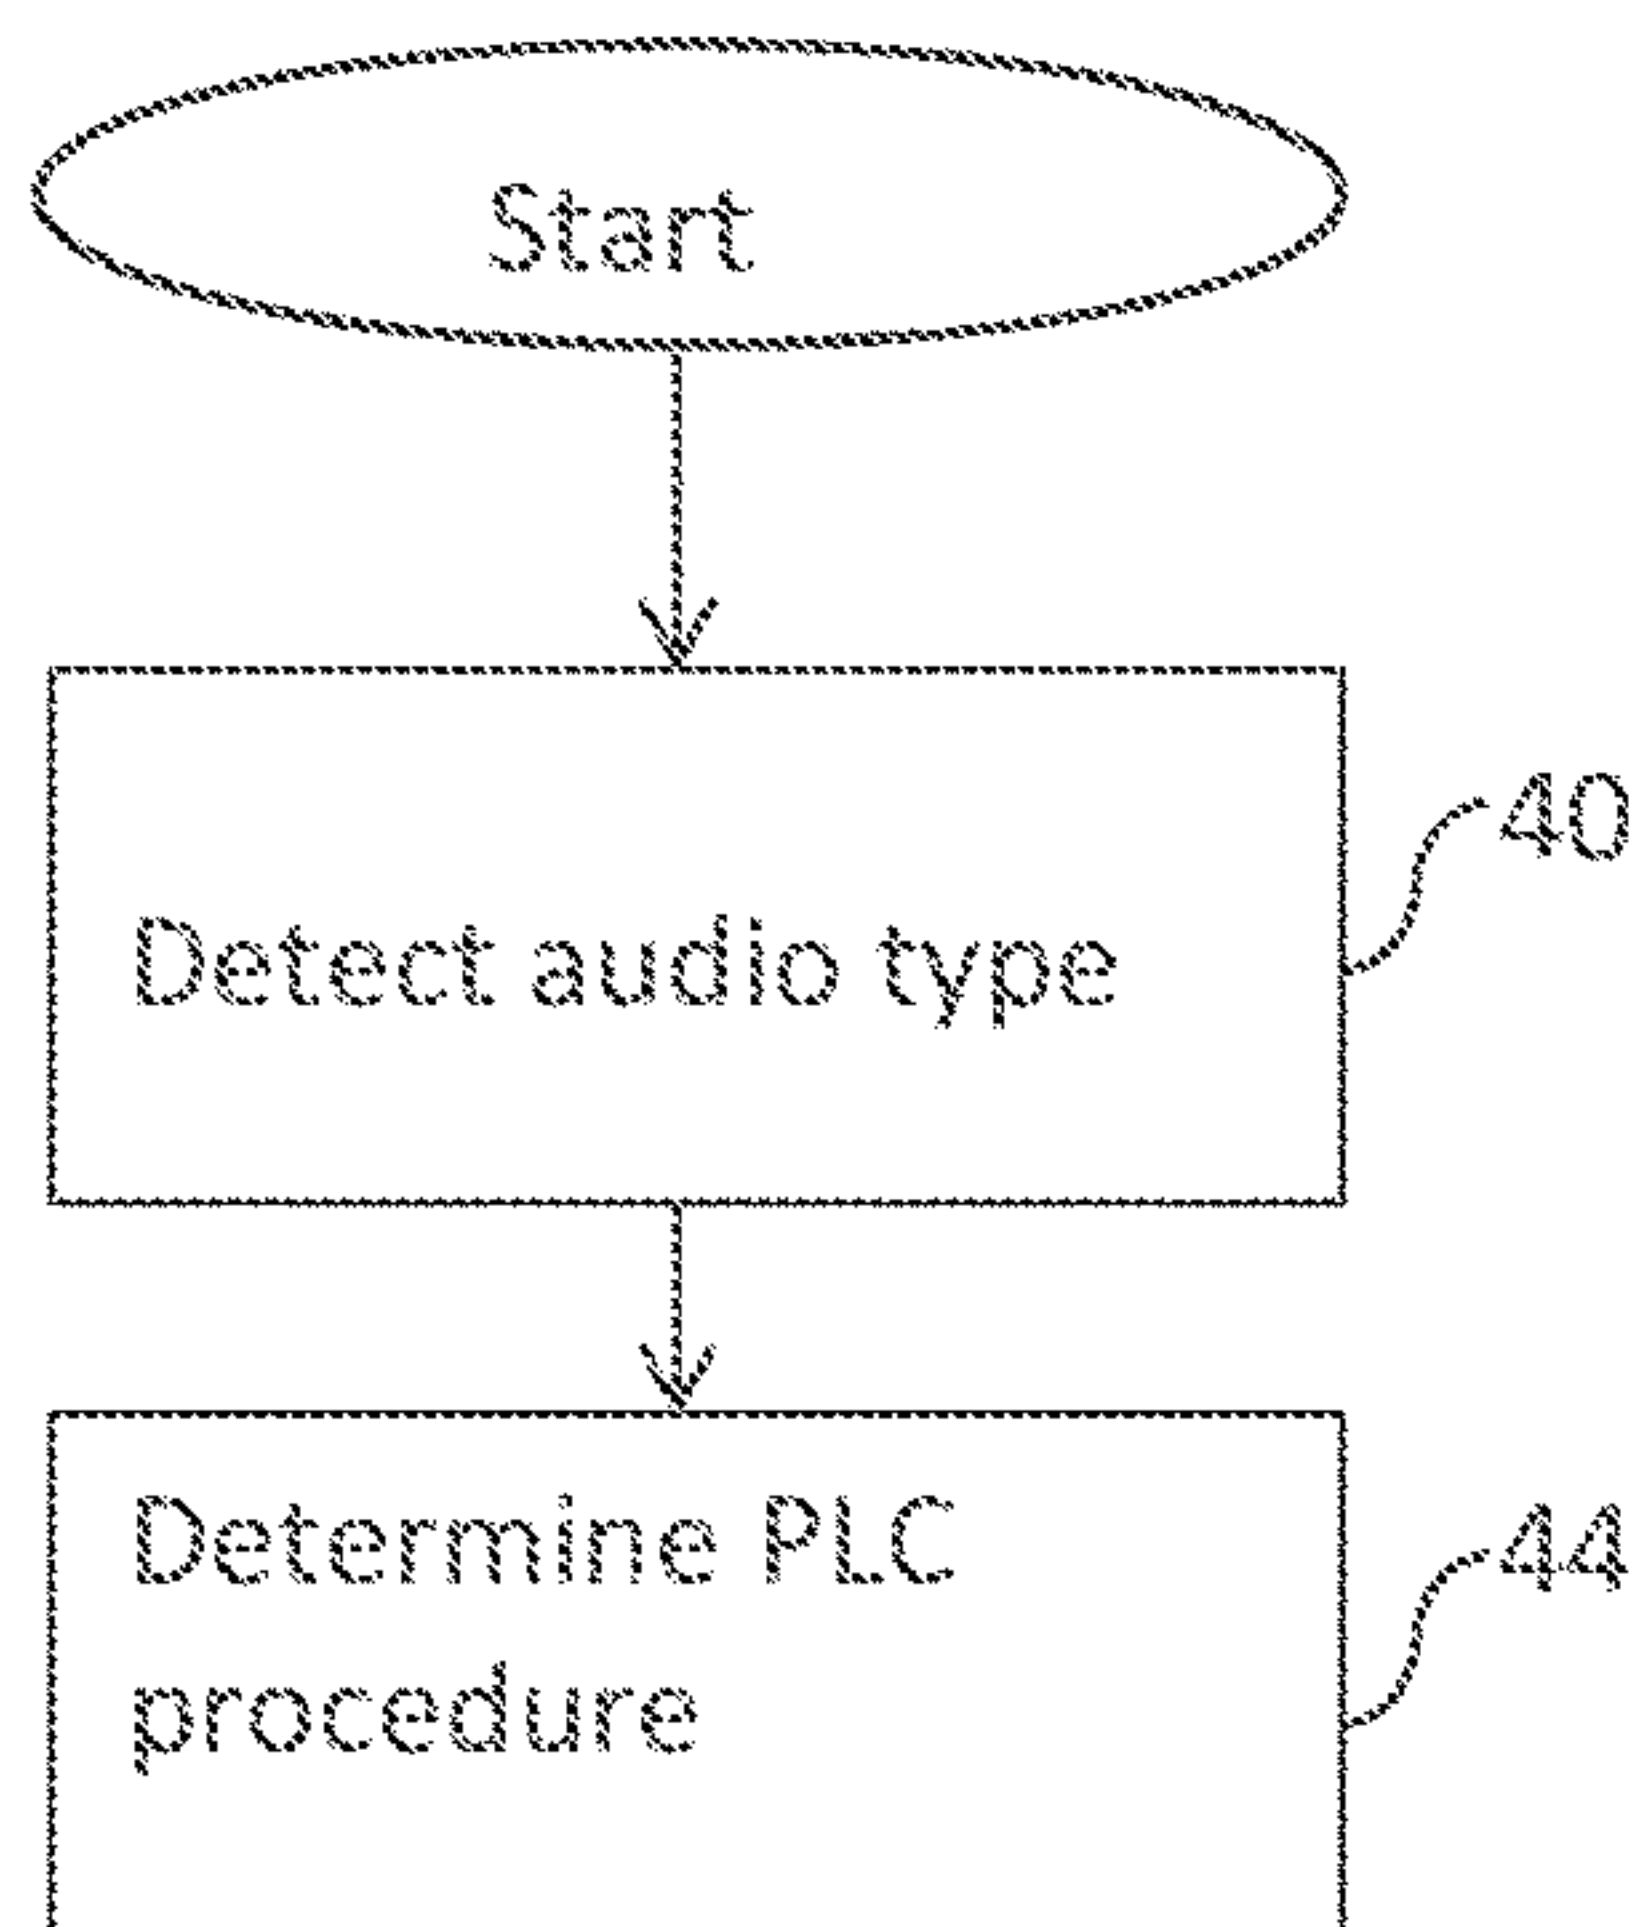 Start
40
Detect audio type
Determine PLC
44
procedure